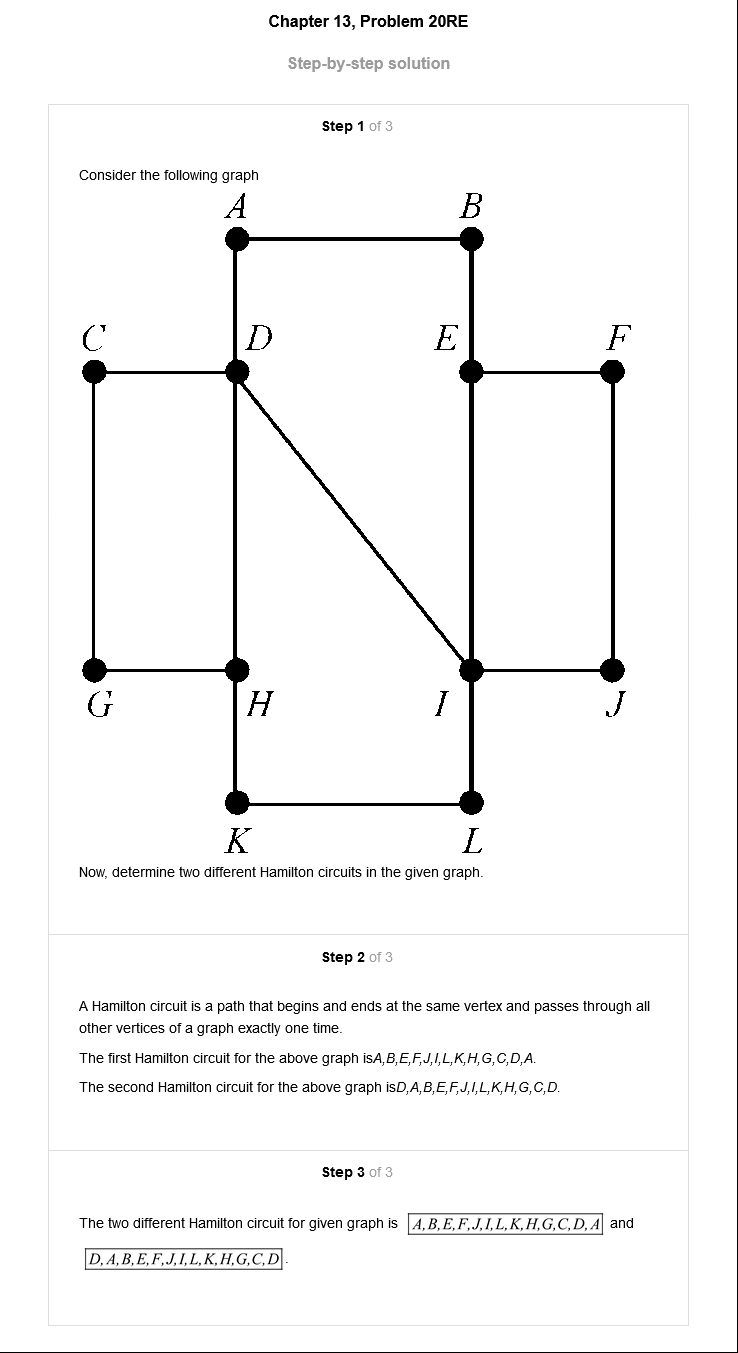 Chapter 13, Problem 20RE
Step-by-step solution
Step 1 of 3
Consider the following graph
A B
C D E F
G H I J
K L
Now, determine two different Hamilton circuits in the given graph.
Step 2 of 3
A Hamilton circuit is a path that begins and ends at the same vertex and passes through all
other vertices of a graph exactly one time.
The first Hamilton circuit for the above graph isA,B,E,F,J,I,L,K,H,G,C,D,A.
The second Hamilton circuit for the above graph isD,A,B,E,F,J,I,L,K,H,G,C,D.
Step 3 of 3
The two different Hamilton circuit for given graph is A,B,E,F,J,I,L,K,H,G,C,D,A and
D,A,B,E,F,J,I,L,K,H,G,C,D.